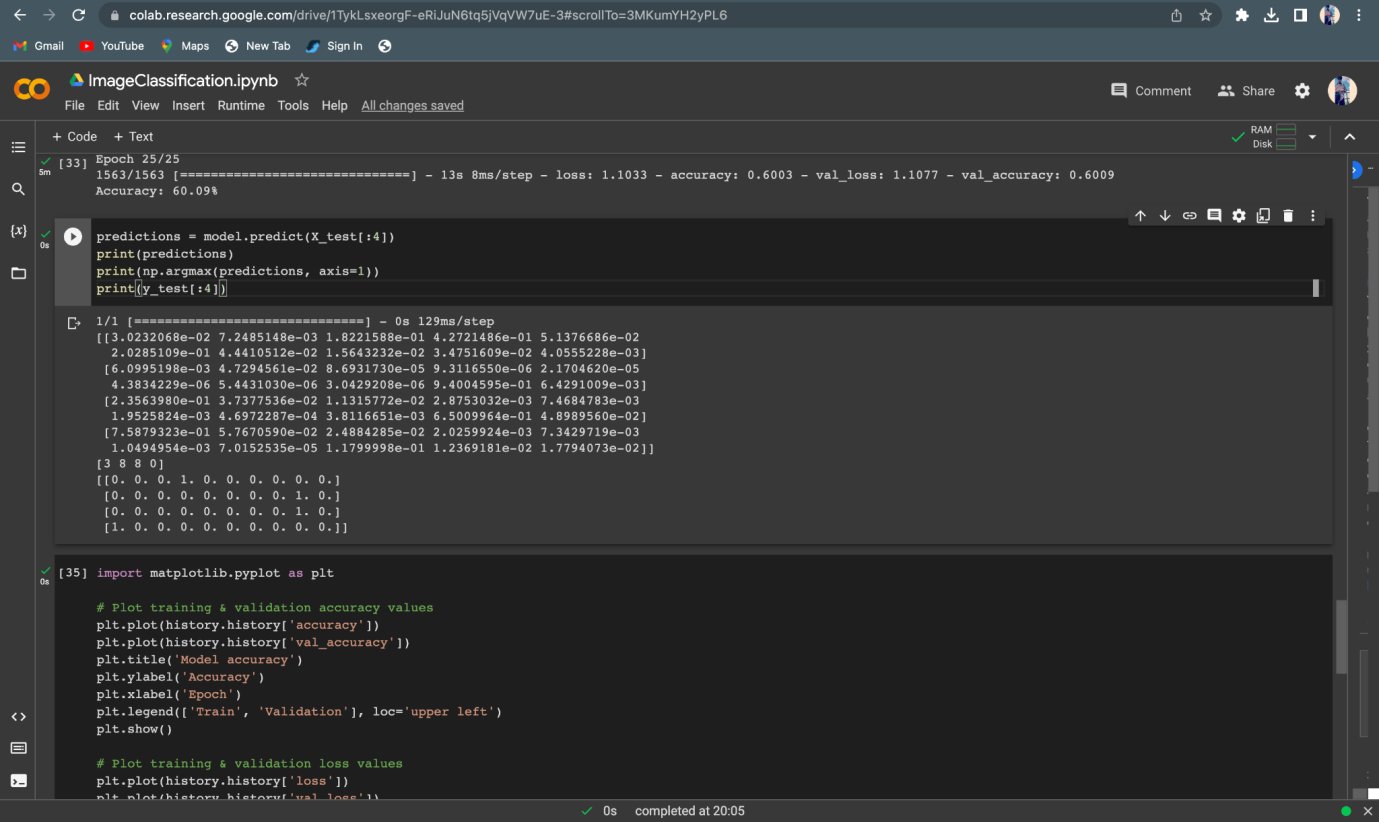 colab.research.google.com/drive/1TykLsxeorgF-eRiJuN6tq5jVqVW7uE-3#scrollTo=3MKumYH2yPL6
Gmail YouTube Maps New Tab Sign In
ImageClassification.ipynb
File Edit View Insert Runtime Tools Help All changes saved
Comment Share
+ Code + Text
RAM
Disk
5m
[33] Epoch 25/25
1563/1563 [==============================] - 13s 8ms/step - loss: 1.1033 - accuracy: 0.6003 - val_loss: 1.1077 - val_accuracy: 0.6009
Accuracy: 60.09%
{x}
0s
predictions = model.predict(X_test[:4])
print(predictions)
print(np.argmax(predictions, axis=1))
print(y_test[:4])
1/1 [==============================] - 0s 129ms/step
[[3.0232068e-02 7.2485148e-03 1.8221588e-01 4.2721486e-01 5.1376686e-02
2.0285109e-01 4.4410512e-02 1.5643232e-02 3.4751609e-02 4.0555228e-03]
[6.0995198e-03 4.7294561e-02 8.6931730e-05 9.3116550e-06 2.1704620e-05
4.3834229e-06 5.4431030e-06 3.0429208e-06 9.4004595e-01 6.4291009e-03]
[2.3563980e-01 3.7377536e-02 1.1315772e-02 2.8753032e-03 7.4684783e-03
1.9525824e-03 4.6972287e-04 3.8116651e-03 6.5009964e-01 4.8989560e-02]
[7.5879323e-01 5.7670590e-02 2.4884285e-02 2.0259924e-03 7.3429719e-03
1.0494954e-03 7.0152535e-05 1.1799998e-01 1.2369181e-02 1.7794073e-02]]
[3 8 8 0]
[[0. 0. 0. 1. 0. 0. 0. 0. 0. 0.]
[0. 0. 0. 0. 0. 0. 0. 0. 1. 0.]
[0. 0. 0. 0. 0. 0. 0. 0. 1. 0.]
[1. 0. 0. 0. 0. 0. 0. 0. 0. 0.]]
0s
[35] import matplotlib.pyplot as plt
# Plot training & validation accuracy values
plt.plot(history.history['accuracy'])
plt.plot(history.history['val_accuracy'])
plt.title('Model accuracy')
plt.ylabel('Accuracy')
plt.xlabel('Epoch')
plt.legend(['Train', 'Validation'], loc='upper left')
plt.show()
# Plot training & validation loss values
plt.plot(history.history['loss'])
plt.plot(history.history['val_loss'])
0s completed at 20:05